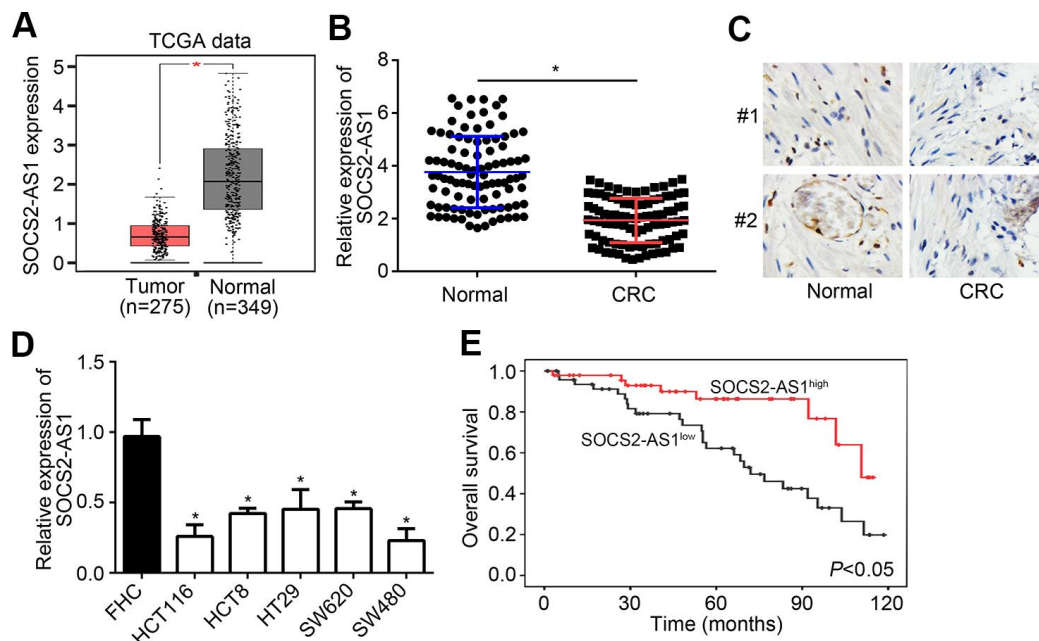 A
TCGA data
*
SOCS2-AS1 expression
5
4
3
2
1
0
Tumor
(n=275)
Normal
(n=349)
B
*
Relative expression of
SOCS2-AS1
8
6
4
2
0
Normal
CRC
C
#1
#2
Normal
CRC
D
Relative expression of
SOCS2-AS1
1.5
1.0
0.5
0.0
*
*
*
*
*
FHC
HCT116
HCT8
HT29
SW620
SW480
E
Overall survival
1.0
0.8
0.6
0.4
0.2
0.0
SOCS2-AS1high
SOCS2-AS1low
P<0.05
0
30
60
90
120
Time (months)